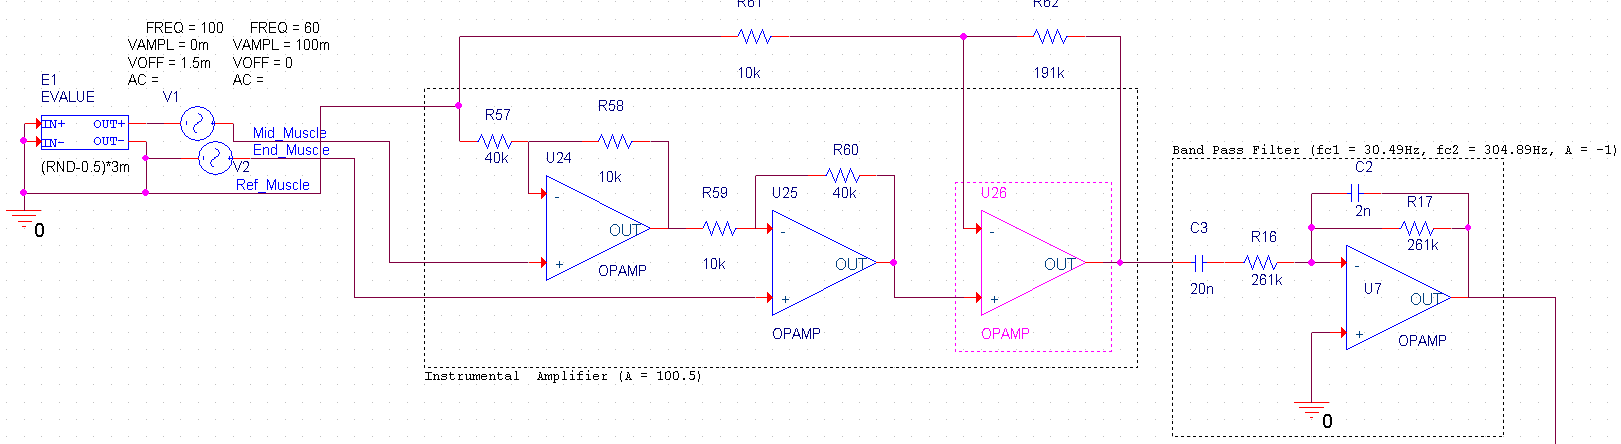 R61
R62
FREQ = 100
FREQ = 60
VAMPL = 0m
VAMPL = 100m
VOFF = 1.5m
VOFF = 0
AC =
AC =
10k
191k
E1
EVALUE
V1
IN+
OUT+
IN-
OUT-
(RND-0.5)*3m
V2
Mid_Muscle
End_Muscle
Ref_Muscle
0
R57
40k
R58
10k
U24
-
+
OUT
OPAMP
R59
10k
R60
40k
U25
-
+
OUT
OPAMP
U26
-
+
OUT
OPAMP
Instrumental Amplifier (A = 100.5)
Band Pass Filter (fc1 = 30.49Hz, fc2 = 304.89Hz, A = -1)
C2
2n
R17
261k
C3
20n
R16
261k
-
U7
+
OUT
OPAMP
0